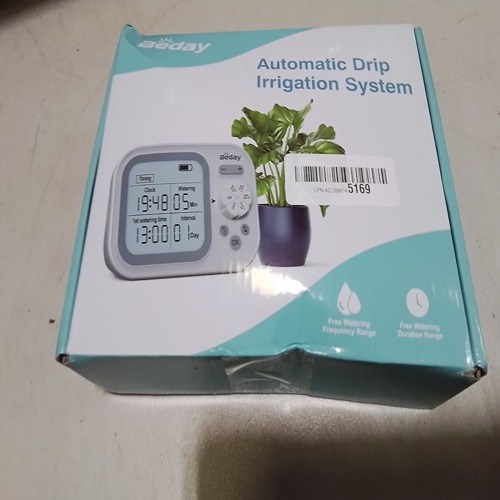 aeday
Automatic Drip
Irrigation System
aeday
Timing
Clock
Watering
19:48
05 Min
1st watering time
Interval
13:00
01 Day
OK
5169
Free Watering
Frequency Range
Free Watering
Duration Range